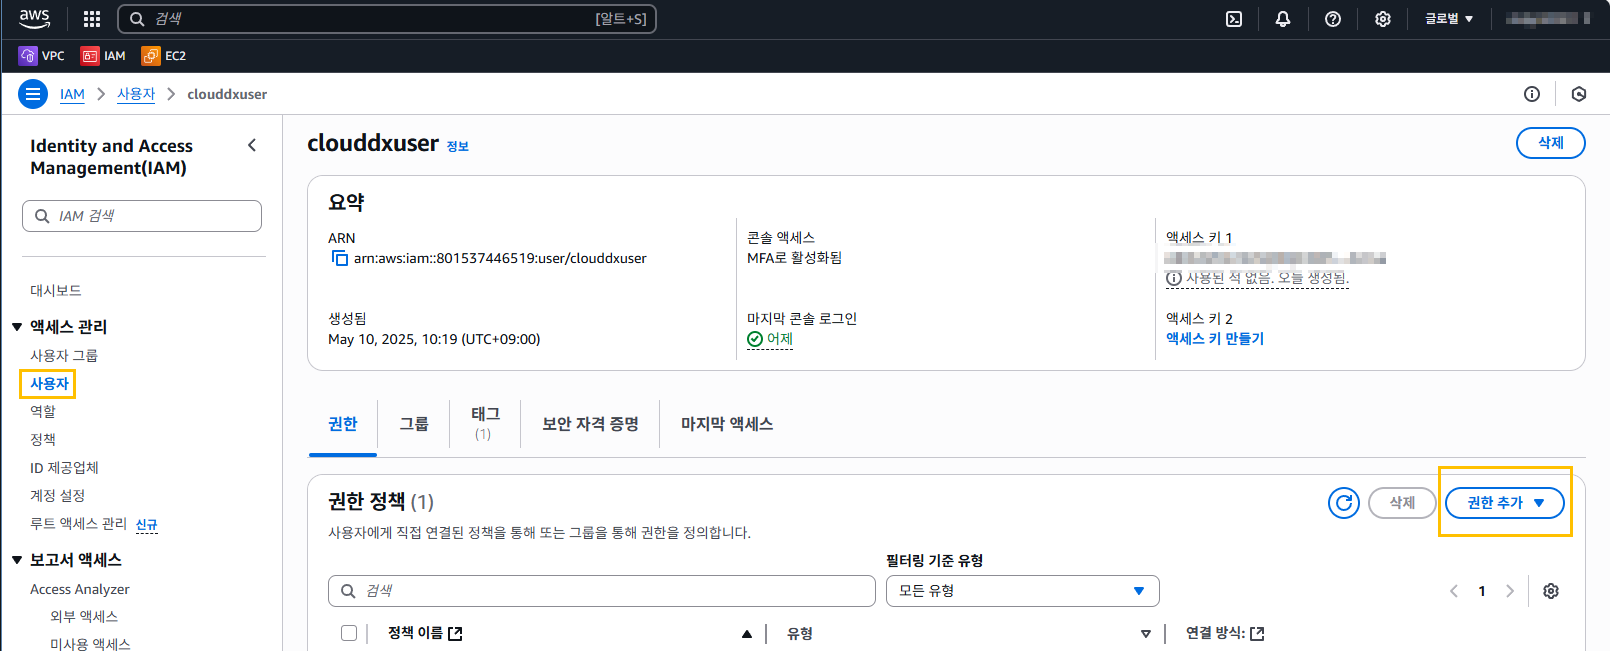 aws
검색
[알트+S]
글로벌
VPC
IAM
EC2
IAM
사용자
clouddxuser
Identity and Access
Management(IAM)
IAM 검색
대시보드
액세스 관리
사용자 그룹
사용자
역할
정책
ID 제공업체
계정 설정
루트 액세스 관리 신규
보고서 액세스
Access Analyzer
외부 액세스
미사용 액세스
clouddxuser 정보
삭제
요약
ARN
arn:aws:iam::801537446519:user/clouddxuser
생성됨
May 10, 2025, 10:19 (UTC+09:00)
콘솔 액세스
MFA로 활성화됨
마지막 콘솔 로그인
어제
액세스 키 1
사용된 적 없음. 오늘 생성됨.
액세스 키 2
액세스 키 만들기
권한
그룹
태그
(1)
보안 자격 증명
마지막 액세스
권한 정책 (1)
삭제
권한 추가
사용자에게 직접 연결된 정책을 통해 또는 그룹을 통해 권한을 정의합니다.
필터링 기준 유형
검색
모든 유형
1
정책 이름
유형
연결 방식: